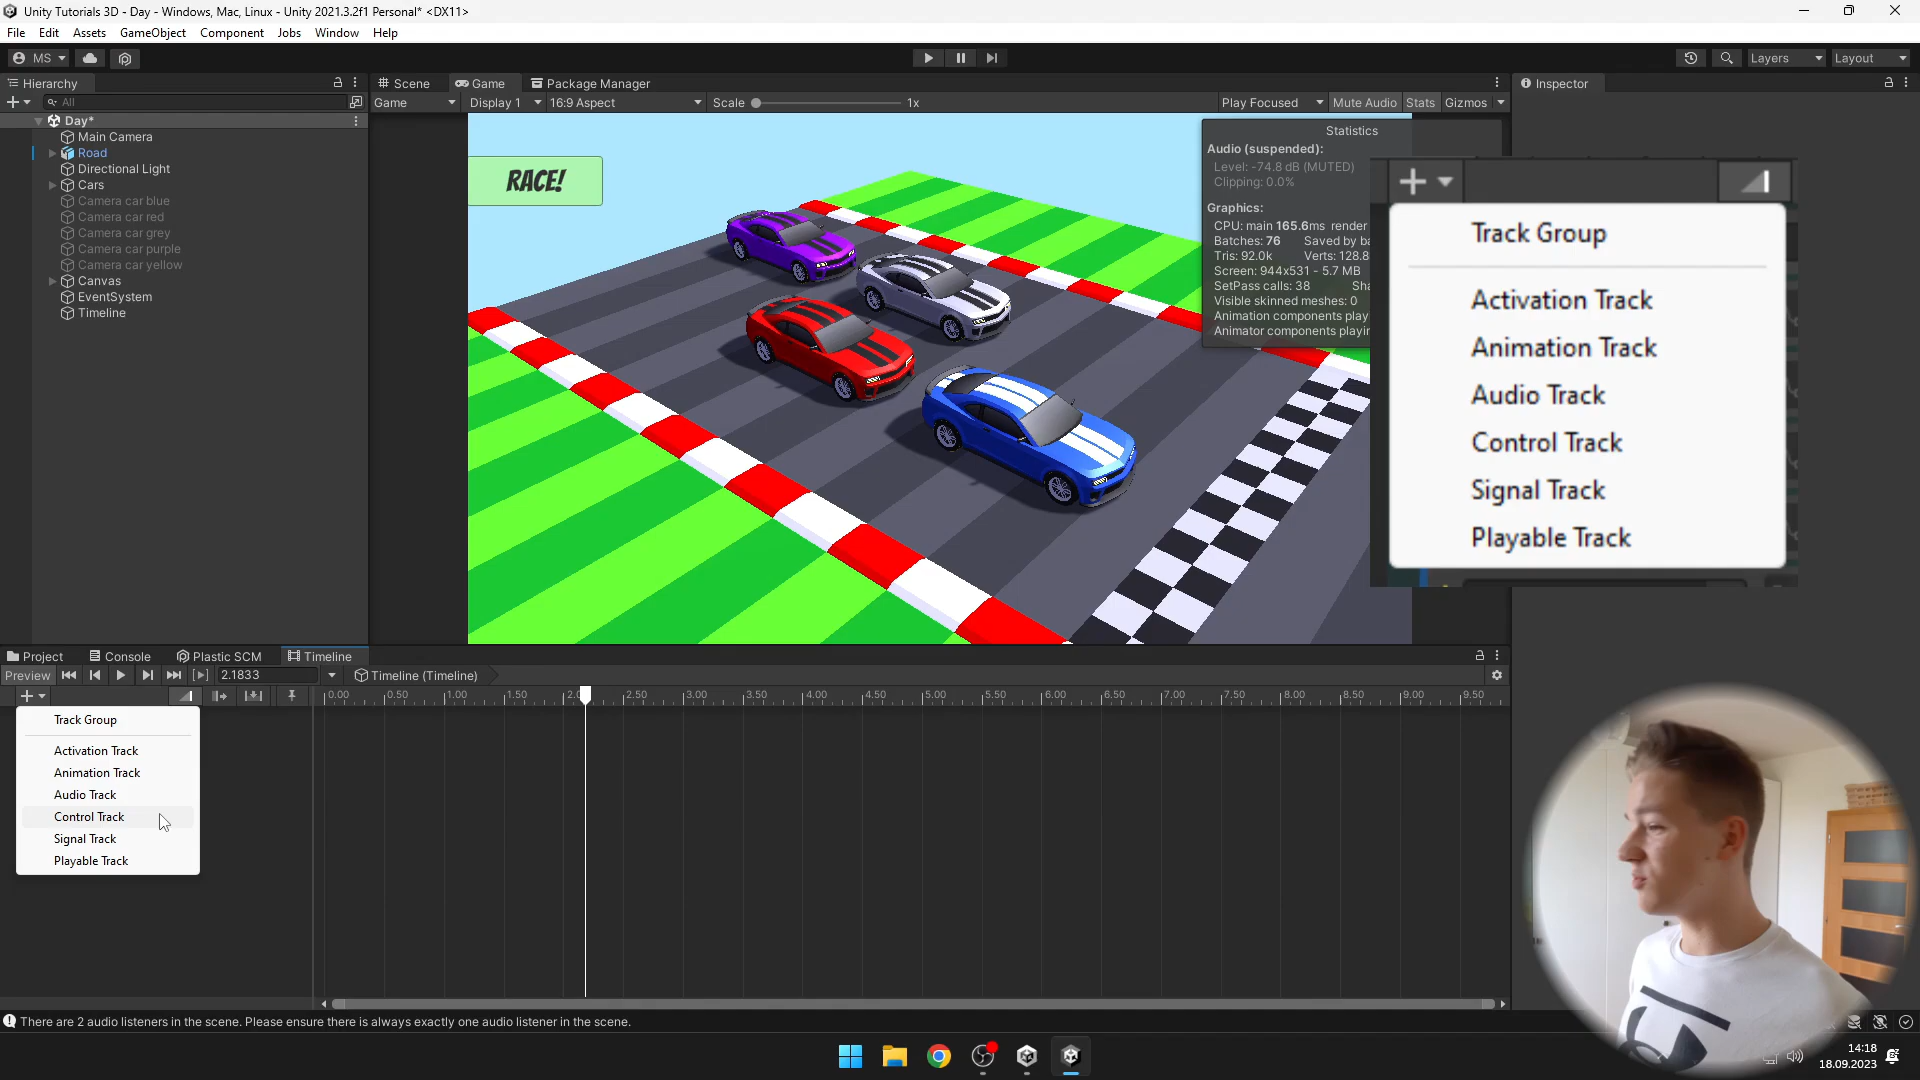 Unity Tutorials 3D - Day - Windows, Mac, Linux - Unity 2021.3.2f1 Personal* <DX11>
File Edit Assets GameObject Component Jobs Window Help
MS Layers Layout
Hierarchy Scene Game Package Manager Inspector
All Game Display 1 16:9 Aspect Scale 1x Play Focused Mute Audio Stats Gizmos
Day*
Main Camera
Road
Directional Light
Cars
Camera car blue
Camera car red
Camera car grey
Camera car purple
Camera car yellow
Canvas
EventSystem
Timeline
RACE!
Statistics
Audio (suspended):
Level: -74.8 dB (MUTED)
Clipping: 0.0%
Graphics:
CPU: main 165.6ms render
Batches: 76 Saved by ba
Tris: 92.0k Verts: 128.8
Screen: 944x531 - 5.7 MB
SetPass calls: 38 Sha
Visible skinned meshes: 0
Animation components play
Animator components playin
Track Group
Activation Track
Animation Track
Audio Track
Control Track
Signal Track
Playable Track
Project Console Plastic SCM Timeline
Preview 2.1833 Timeline (Timeline)
0.00 0.50 1.00 1.50 2.0 2.50 3.00 3.50 4.00 4.50 5.00 5.50 6.00 6.50 7.00 7.50 8.00 8.50 9.00 9.50
Track Group
Activation Track
Animation Track
Audio Track
Control Track
Signal Track
Playable Track
There are 2 audio listeners in the scene. Please ensure there is always exactly one audio listener in the scene.
14:18
18.09.2023